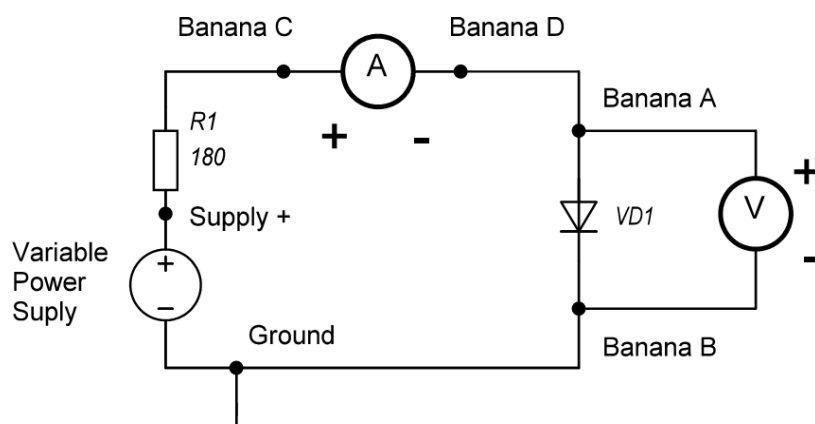 Banana C
Banana D
A
+
-
R1
180
Supply +
Variable
Power
Suply
+
−
Ground
Banana A
VD1
V
+
-
Banana B